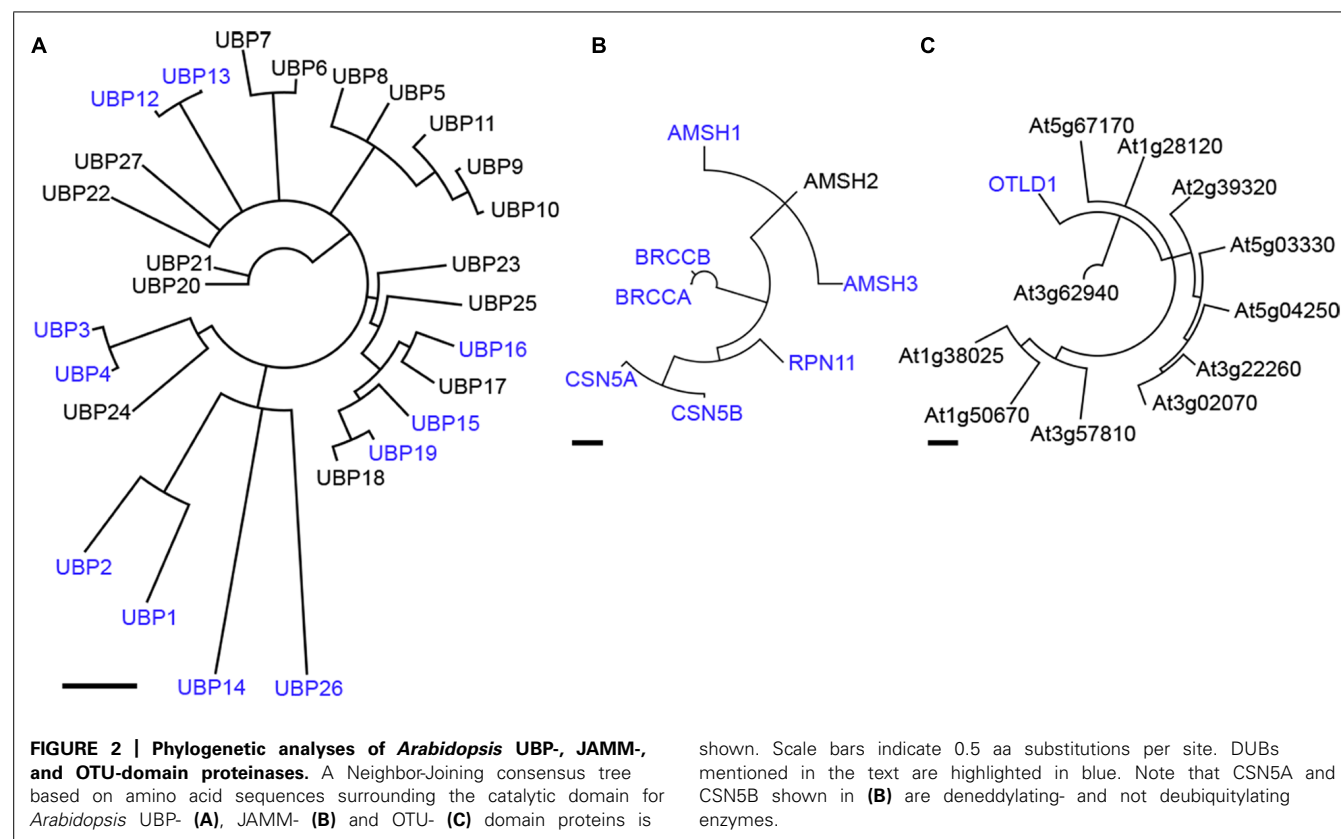 A
UBP7
UBP6
UBP13
UBP12
UBP8
UBP5
UBP11
UBP9
UBP10
UBP27
UBP22
UBP21
UBP20
UBP23
UBP25
UBP3
UBP4
UBP24
UBP16
UBP17
UBP15
UBP19
UBP18
UBP2
UBP1
UBP14
UBP26
B
AMSH1
AMSH2
BRCCB
BRCCA
AMSH3
RPN11
CSN5A
CSN5B
C
At5g67170
At1g28120
OTLD1
At2g39320
At5g03330
At3g62940
At5g04250
At1g38025
At3g22260
At1g50670
At3g02070
At3g57810
FIGURE 2 | Phylogenetic analyses of Arabidopsis UBP-, JAMM-,
and OTU-domain proteinases. A Neighbor-Joining consensus tree
based on amino acid sequences surrounding the catalytic domain for
Arabidopsis UBP- (A), JAMM- (B) and OTU- (C) domain proteins is
shown. Scale bars indicate 0.5 aa substitutions per site. DUBs
mentioned in the text are highlighted in blue. Note that CSN5A and
CSN5B shown in (B) are deneddylating- and not deubiquitylating
enzymes.